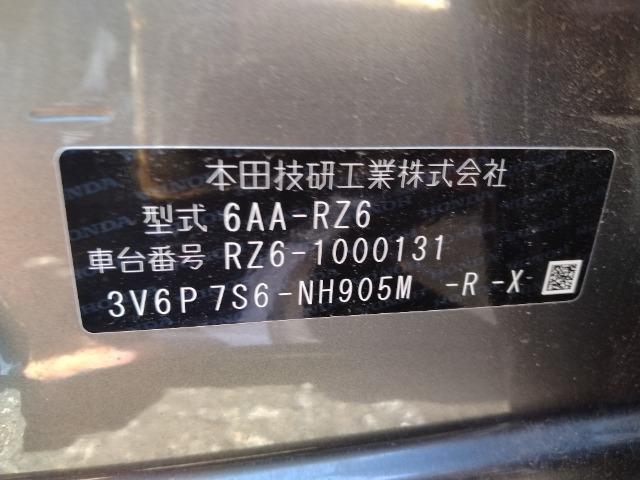 本田技研工業株式会社
型式 6AA-RZ6
車台番号 RZ6-1000131
3V6P 7S6-NH905M -R -X-